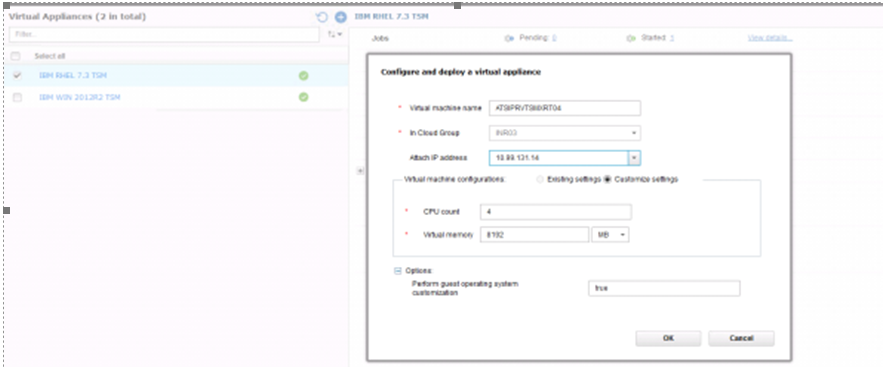 Virtual Appliances (2 in total)
IBM RHEL 7.3 TSM
Filter...
Jobs
Pending 0
Started 1
View details...
Select all
IBM RHEL 7.3 TSM
IBM WIN 2012R2 TSM
Configure and deploy a virtual appliance
* Virtual machine name
* In Cloud Group
INR03
Attach IP address
10.99.131.14
Virtual machine configurations:
Existing settings
Customize settings
* CPU count
4
* Virtual memory
8192
MB
Options:
Perform guest operating system
customization
true
OK
Cancel